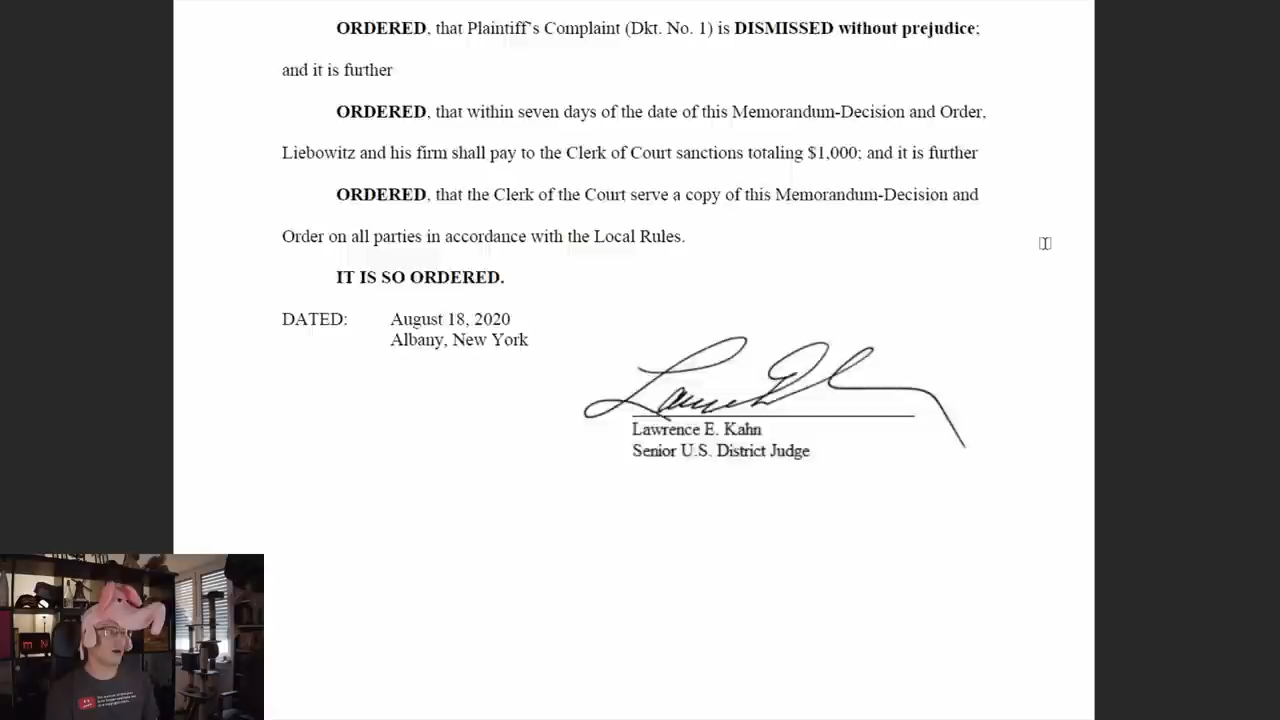 ORDERED, that Plaintiff's Complaint (Dkt. No. 1) is DISMISSED without prejudice;
and it is further
ORDERED, that within seven days of the date of this Memorandum-Decision and Order,
Liebowitz and his firm shall pay to the Clerk of Court sanctions totaling $1,000; and it is further
ORDERED, that the Clerk of the Court serve a copy of this Memorandum-Decision and
Order on all parties in accordance with the Local Rules.
IT IS SO ORDERED.
DATED: August 18, 2020
Albany, New York
Lawrence E. Kahn
Senior U.S. District Judge